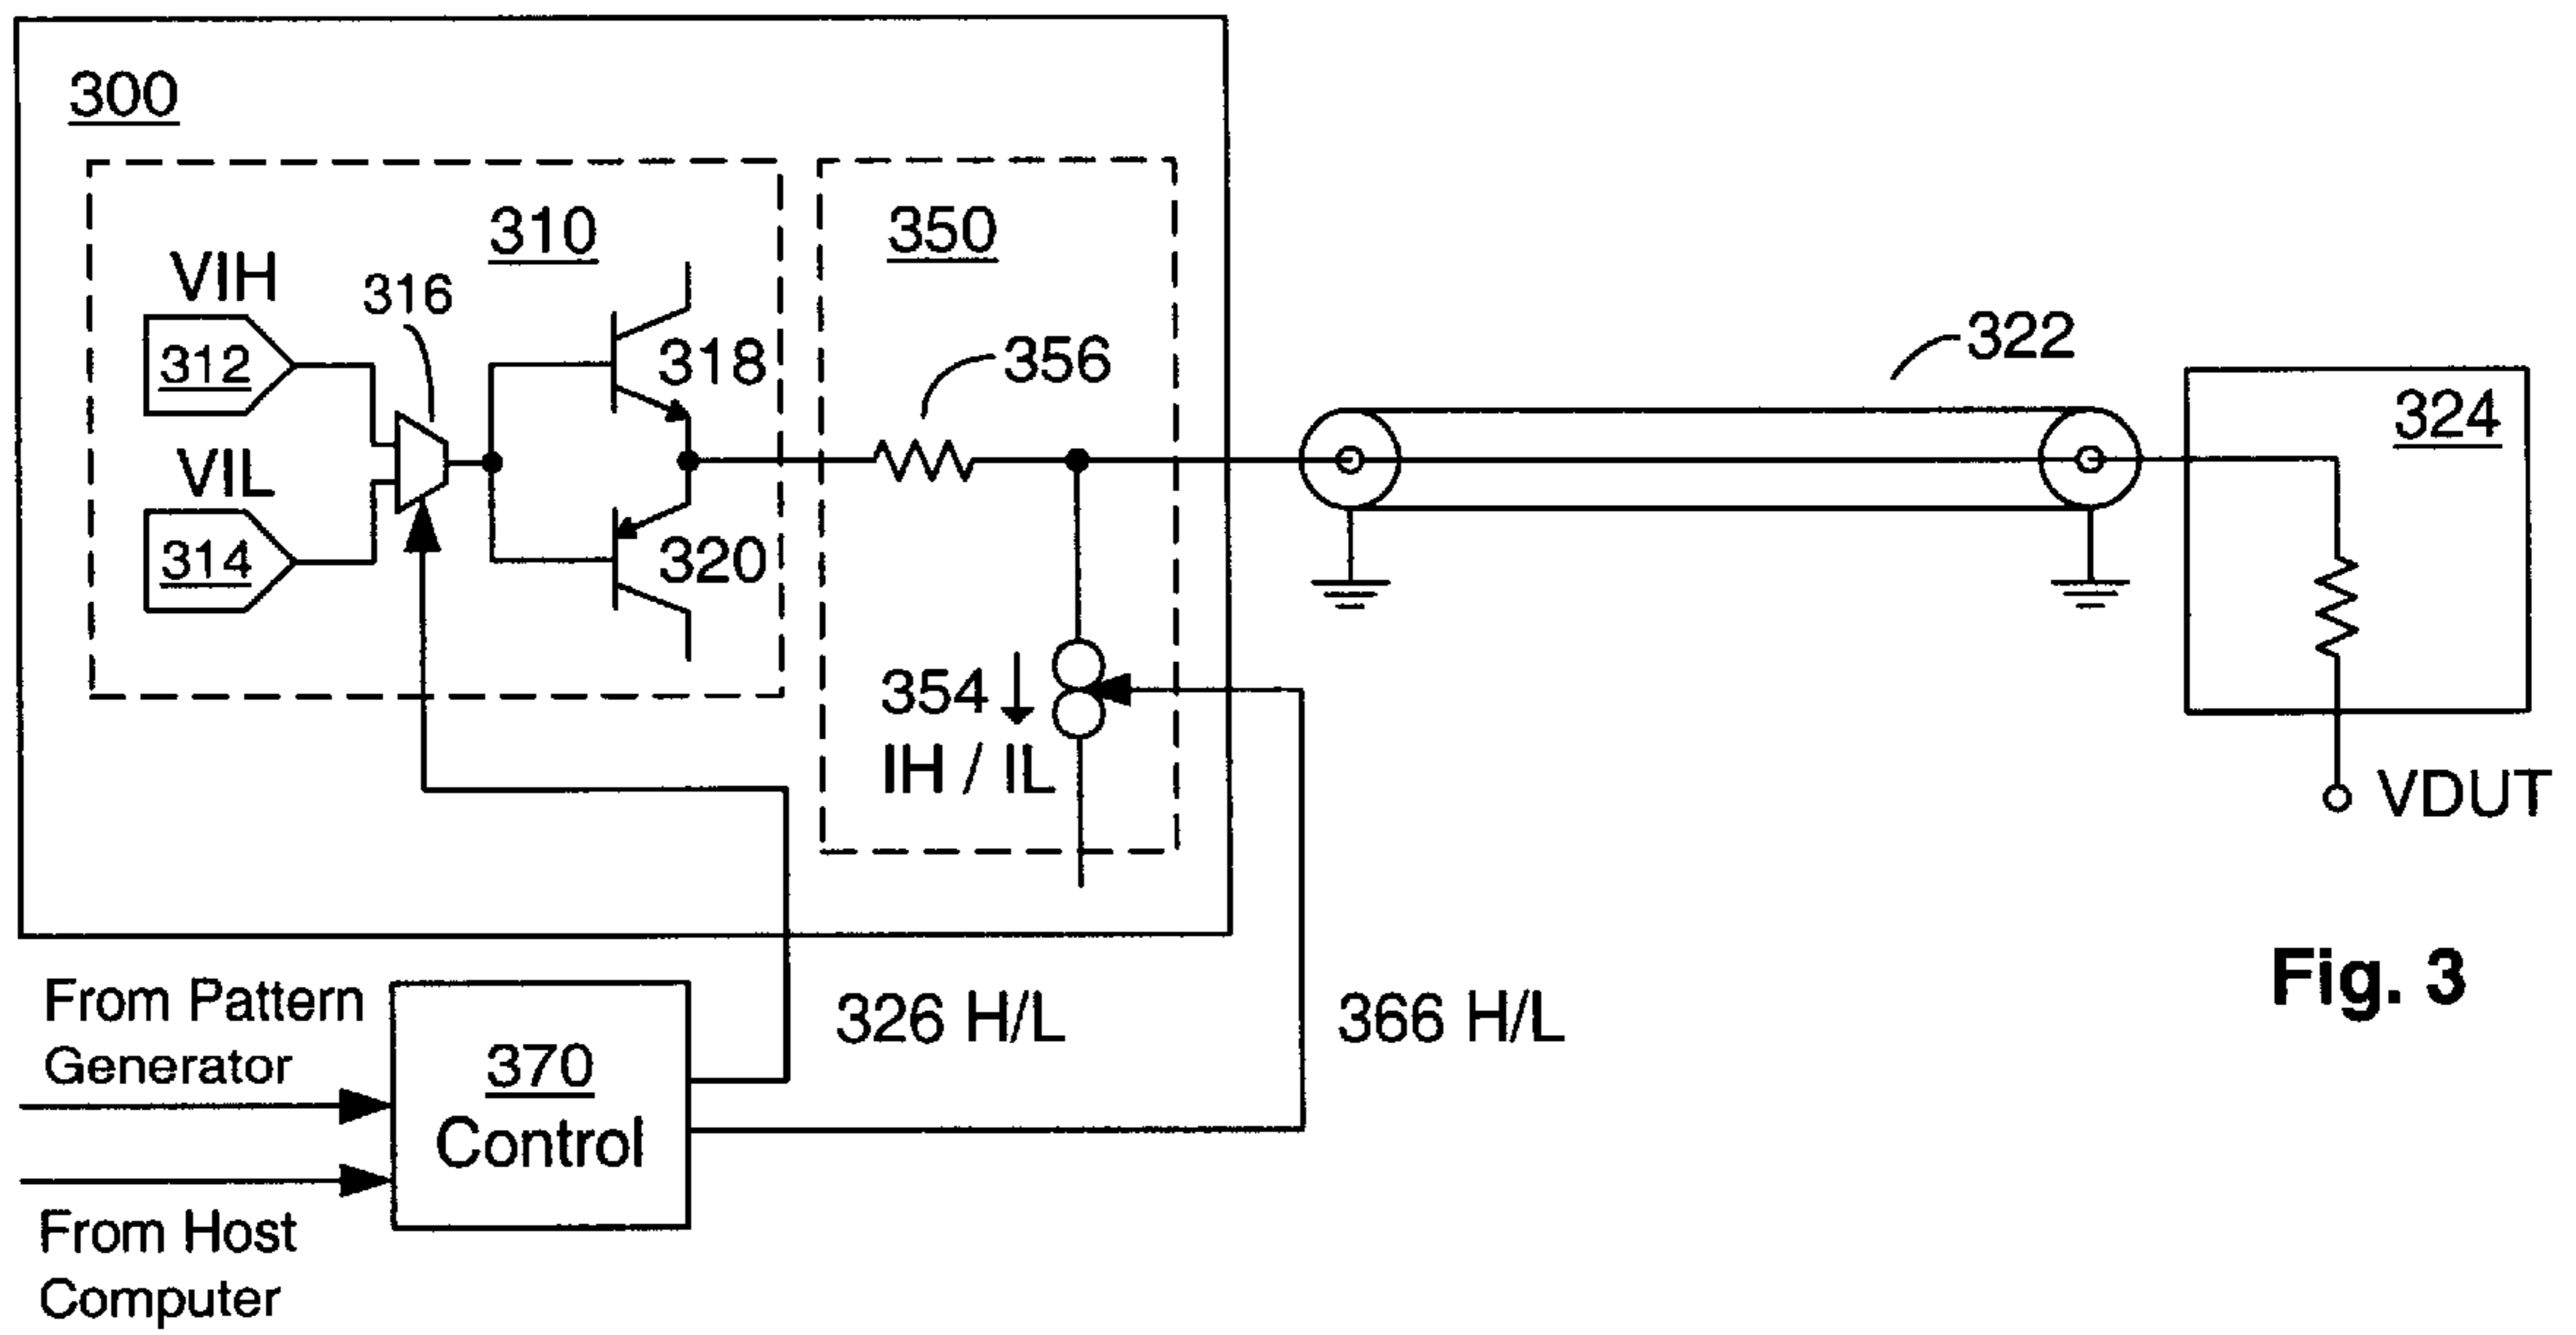 300
310
350
VIH
316
312
318
356
322
324
VIL
314
320
354
IH / IL
VDUT
From Pattern
Generator
326 H/L
366 H/L
Fig. 3
370
Control
From Host
Computer